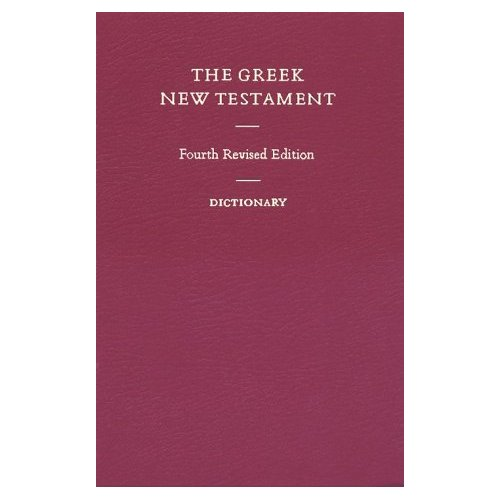 THE GREEK
NEW TESTAMENT
Fourth Revised Edition
DICTIONARY